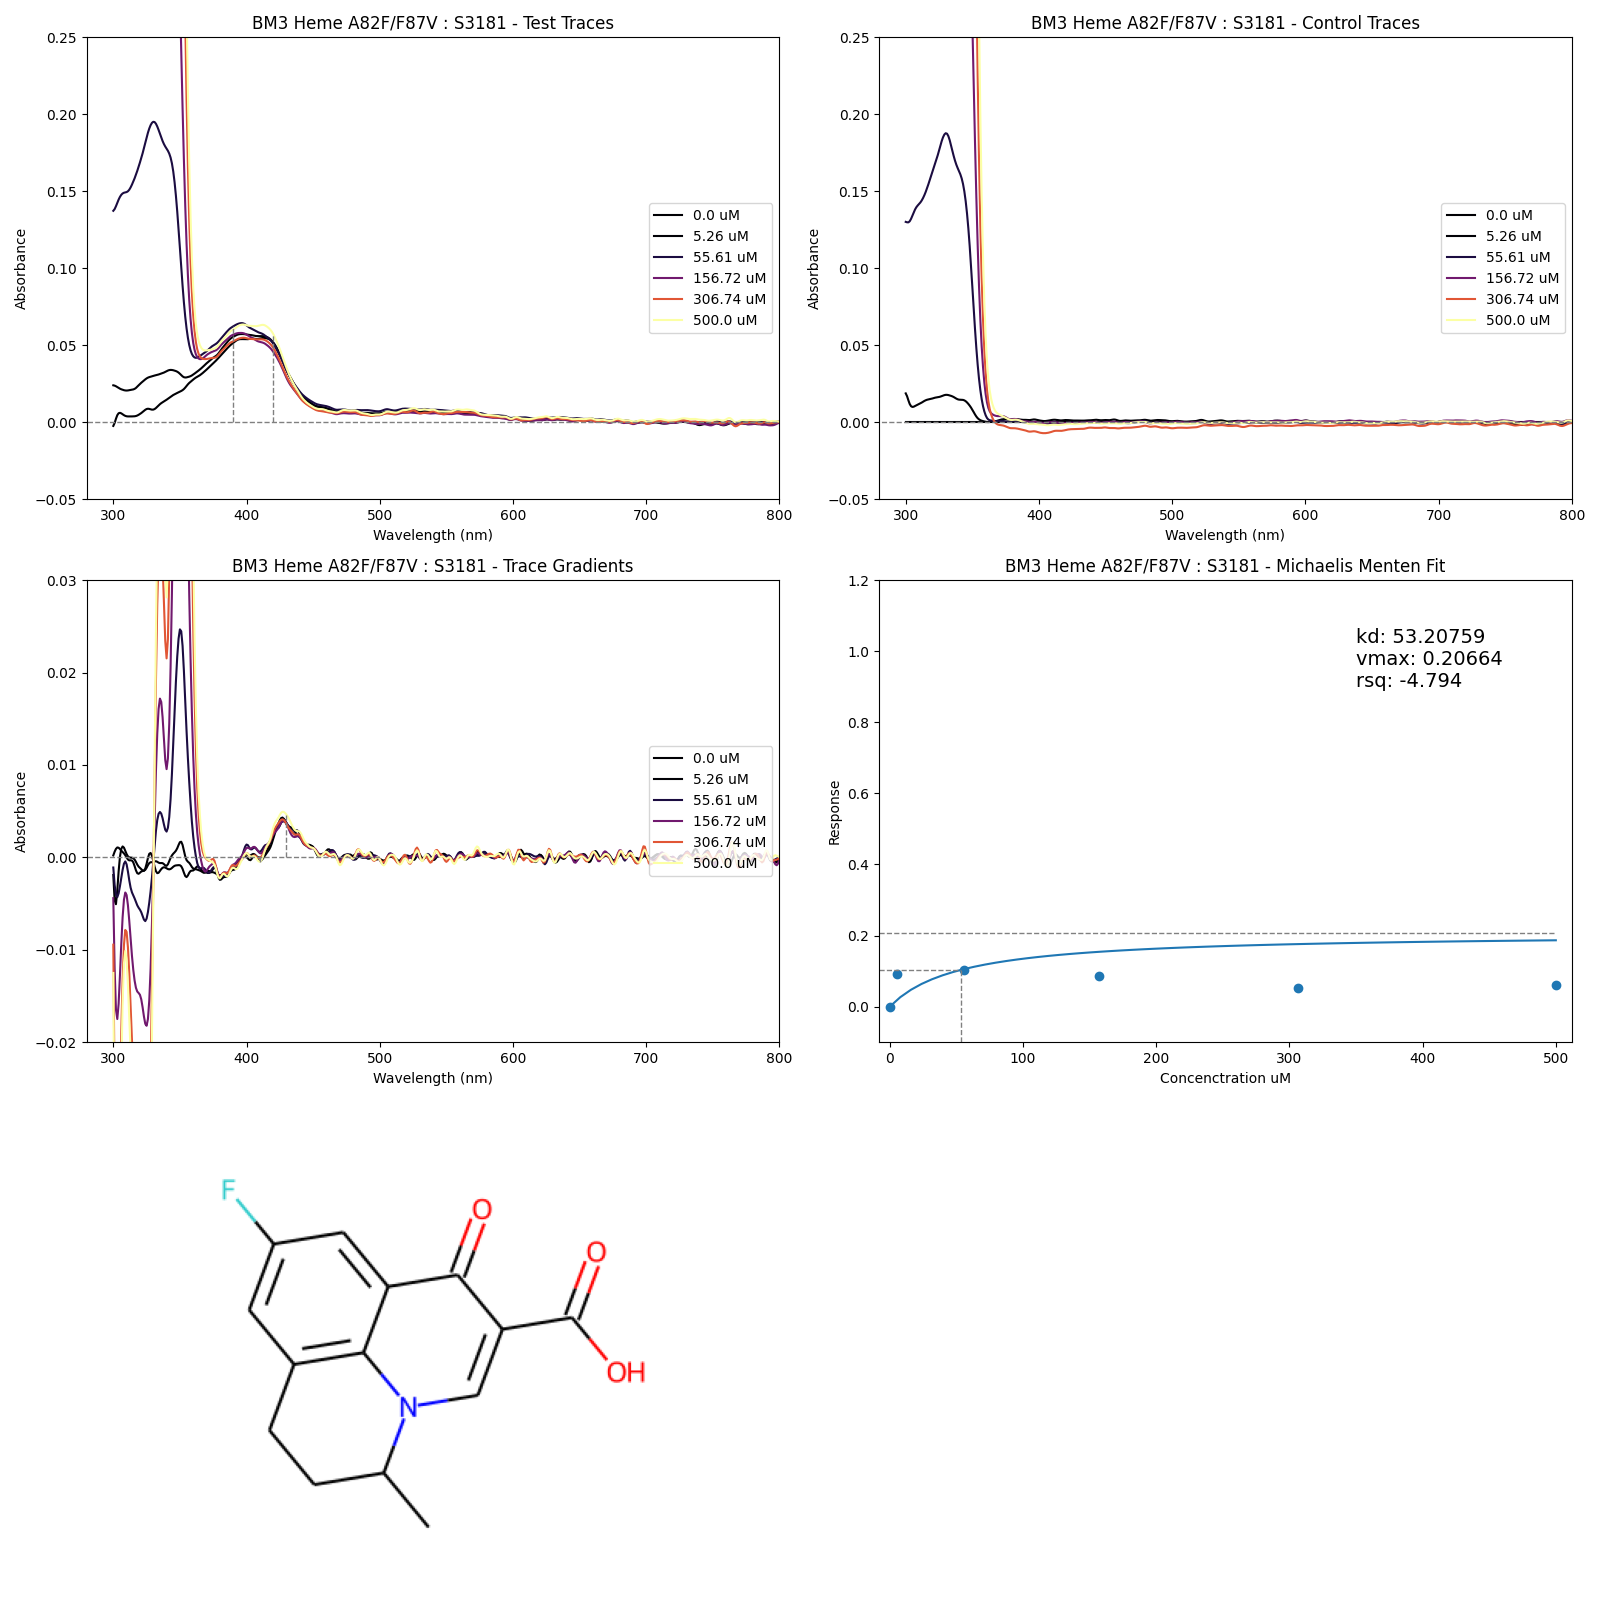 BM3 Heme A82F/F87V : S3181 - Test Traces
0.25
0.20
0.15
0.10
0.05
0.00
−0.05
Absorbance
300
400
500
600
700
800
Wavelength (nm)
0.0 uM
5.26 uM
55.61 uM
156.72 uM
306.74 uM
500.0 uM
BM3 Heme A82F/F87V : S3181 - Control Traces
0.25
0.20
0.15
0.10
0.05
0.00
−0.05
Absorbance
300
400
500
600
700
800
Wavelength (nm)
0.0 uM
5.26 uM
55.61 uM
156.72 uM
306.74 uM
500.0 uM
BM3 Heme A82F/F87V : S3181 - Trace Gradients
0.03
0.02
0.01
0.00
−0.01
−0.02
Absorbance
300
400
500
600
700
800
Wavelength (nm)
0.0 uM
5.26 uM
55.61 uM
156.72 uM
306.74 uM
500.0 uM
BM3 Heme A82F/F87V : S3181 - Michaelis Menten Fit
1.2
1.0
0.8
0.6
0.4
0.2
0.0
Response
0
100
200
300
400
500
Concenctration uM
kd: 53.20759
vmax: 0.20664
rsq: -4.794
F
O
O
OH
N